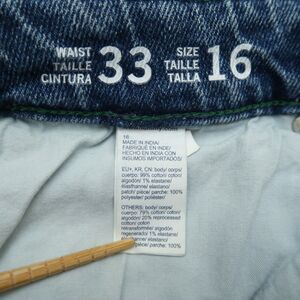 WAIST
TAILLE
CINTURA
33
SIZE
TAILLE
TALLA
16
16
MADE IN INDIA/
FABRIQUÉ EN INDE/
HECHO EN INDIA CON
INSUMOS IMPORTADOS/
EU+, KR, CN: body/ corps/
cuerpo: 99% cotton/ coton/
algodón 1% elastane/
élasthanne/ elastano/
patch/ pièce/ parche: 100%
polyester/ poliéster/
OTHERS: body/ corps/
cuerpo: 79% cotton/ coton/
algodón 20% reprocessed
cotton/ coton
retransformé/ algodón
regenerado/ 1% elastane/
élasthanne/ elastano/
patch/ pièce/ parche: 100%